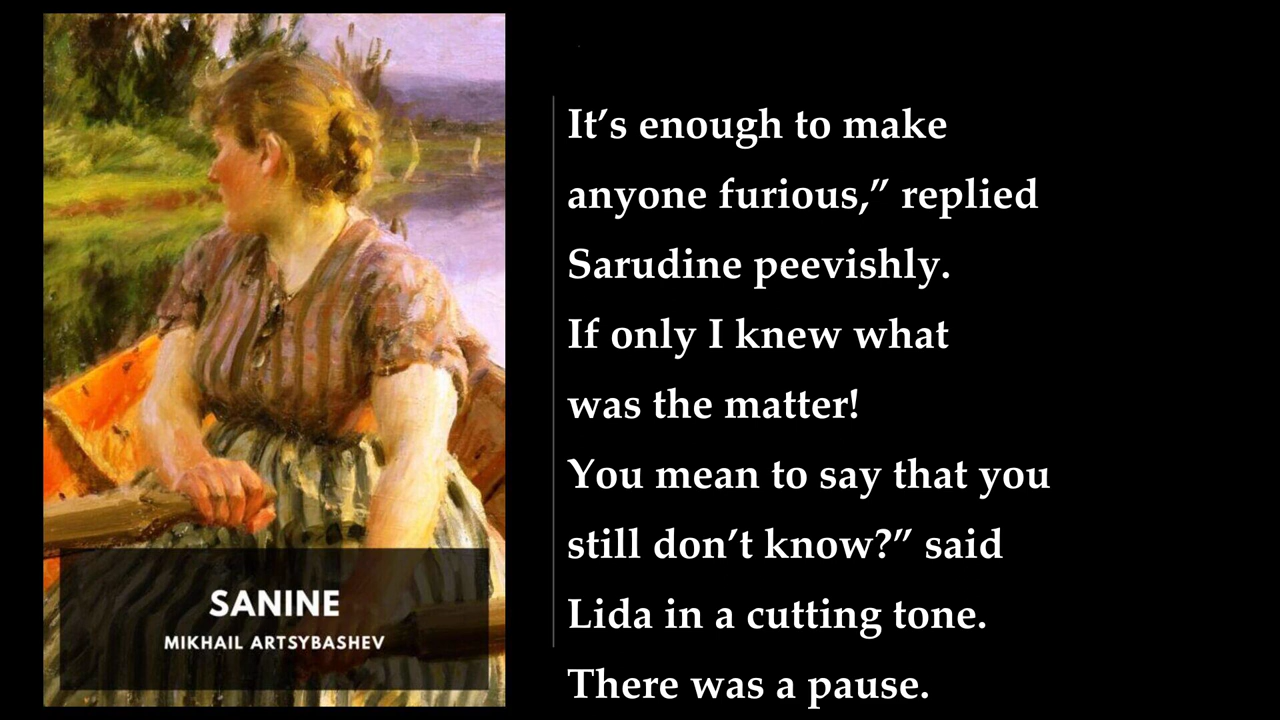 SANINE
MIKHAIL ARTSYBASHEV
It’s enough to make
anyone furious,” replied
Sarudine peevishly.
If only I knew what
was the matter!
You mean to say that you
still don’t know?” said
Lida in a cutting tone.
There was a pause.